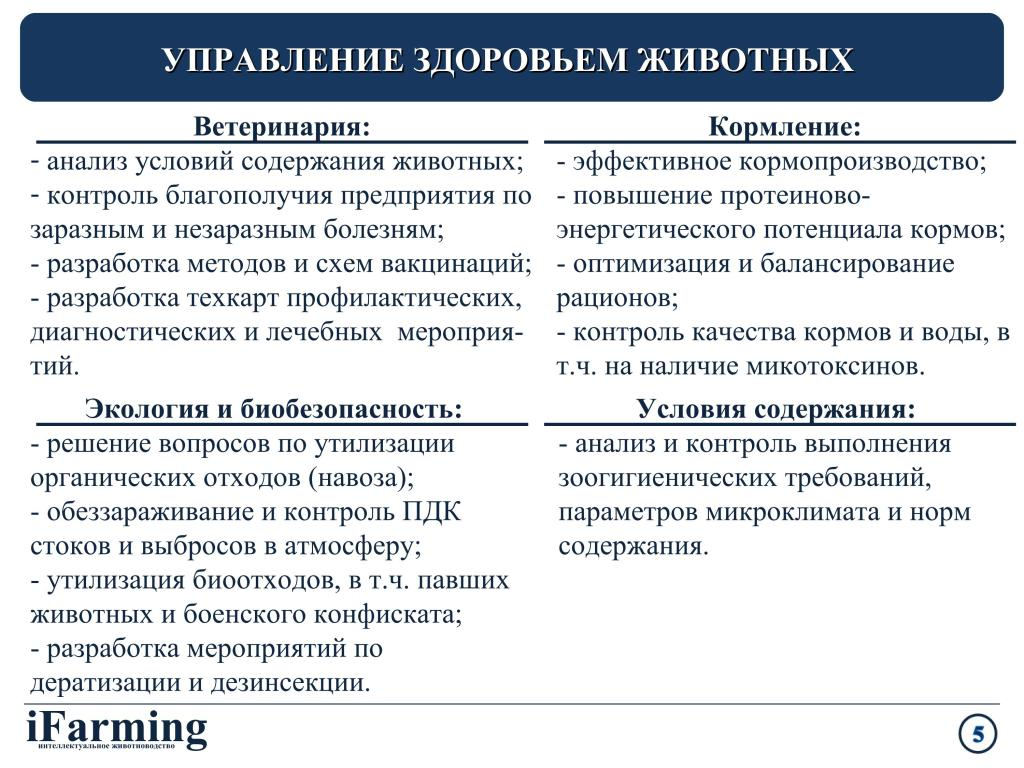 УПРАВЛЕНИЕ ЗДОРОВЬЕМ ЖИВОТНЫХ
Ветеринария:
- анализ условий содержания животных;
- контроль благополучия предприятия по
заразным и незаразным болезням;
- разработка методов и схем вакцинаций;
- разработка техкарт профилактических,
диагностических и лечебных мероприя-
тий.
Кормление:
- эффективное кормопроизводство;
- повышение протеиново-
энергетического потенциала кормов;
- оптимизация и балансирование
рационов;
- контроль качества кормов и воды, в
т.ч. на наличие микотоксинов.
Экология и биобезопасность:
- решение вопросов по утилизации
органических отходов (навоза);
- обеззараживание и контроль ПДК
стоков и выбросов в атмосферу;
- утилизация биоотходов, в т.ч. павших
животных и боенского конфиската;
- разработка мероприятий по
дератизации и дезинсекции.
Условия содержания:
- анализ и контроль выполнения
зоогигиенических требований,
параметров микроклимата и норм
содержания.
iFarming
интеллектуальное животноводство
5